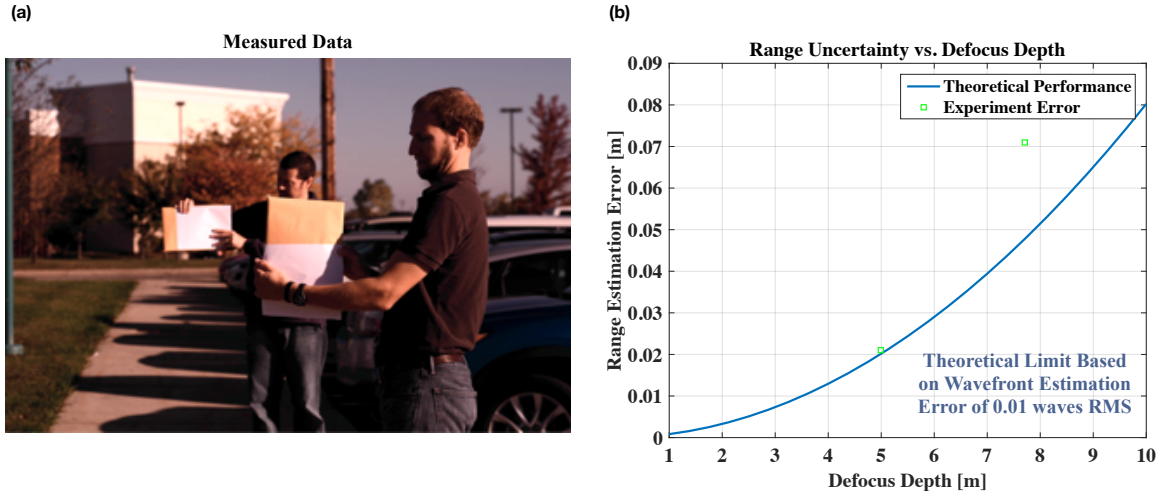 (a)
Measured Data
(b)
Range Uncertainty vs. Defocus Depth
Range Estimation Error [m]
0.09
0.08
0.07
0.06
0.05
0.04
0.03
0.02
0.01
0
Theoretical Performance
Experiment Error
Theoretical Limit Based
on Wavefront Estimation
Error of 0.01 waves RMS
1 2 3 4 5 6 7 8 9 10
Defocus Depth [m]